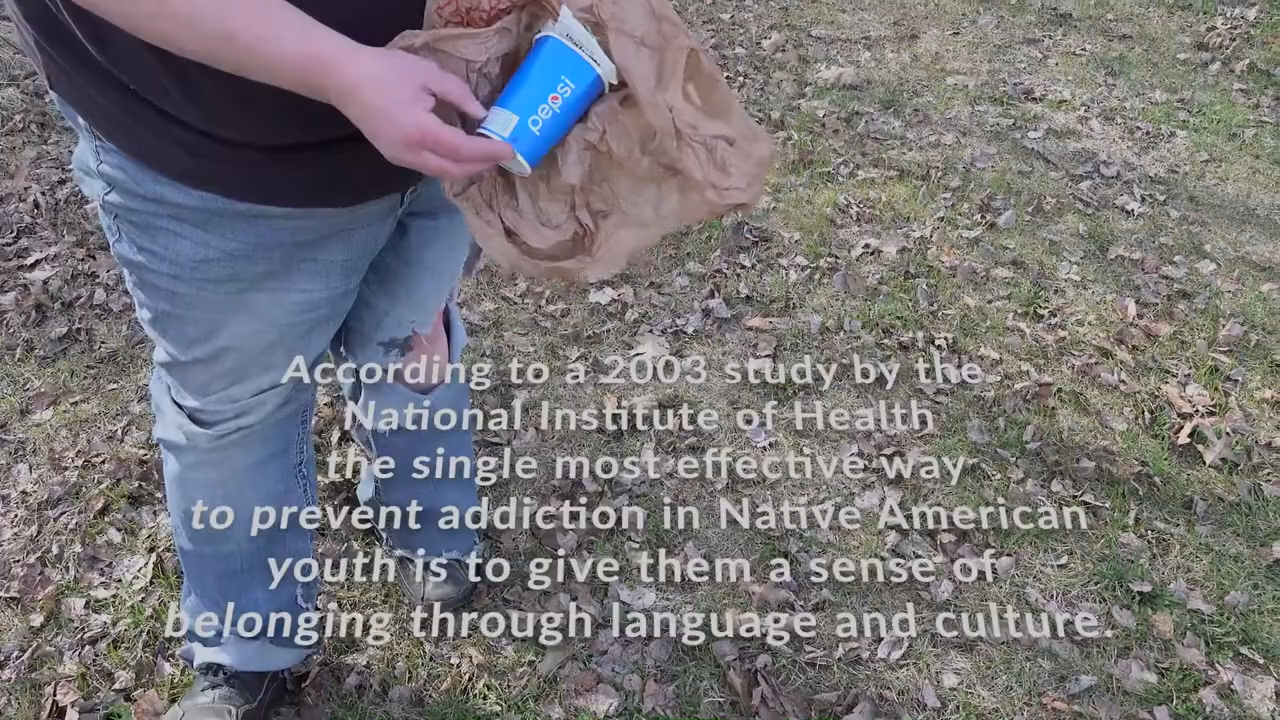 pepsi
According to a 2003 study by the
National Institute of Health
the single most effective way
to prevent addiction in Native American
youth is to give them a sense of
belonging through language and culture.